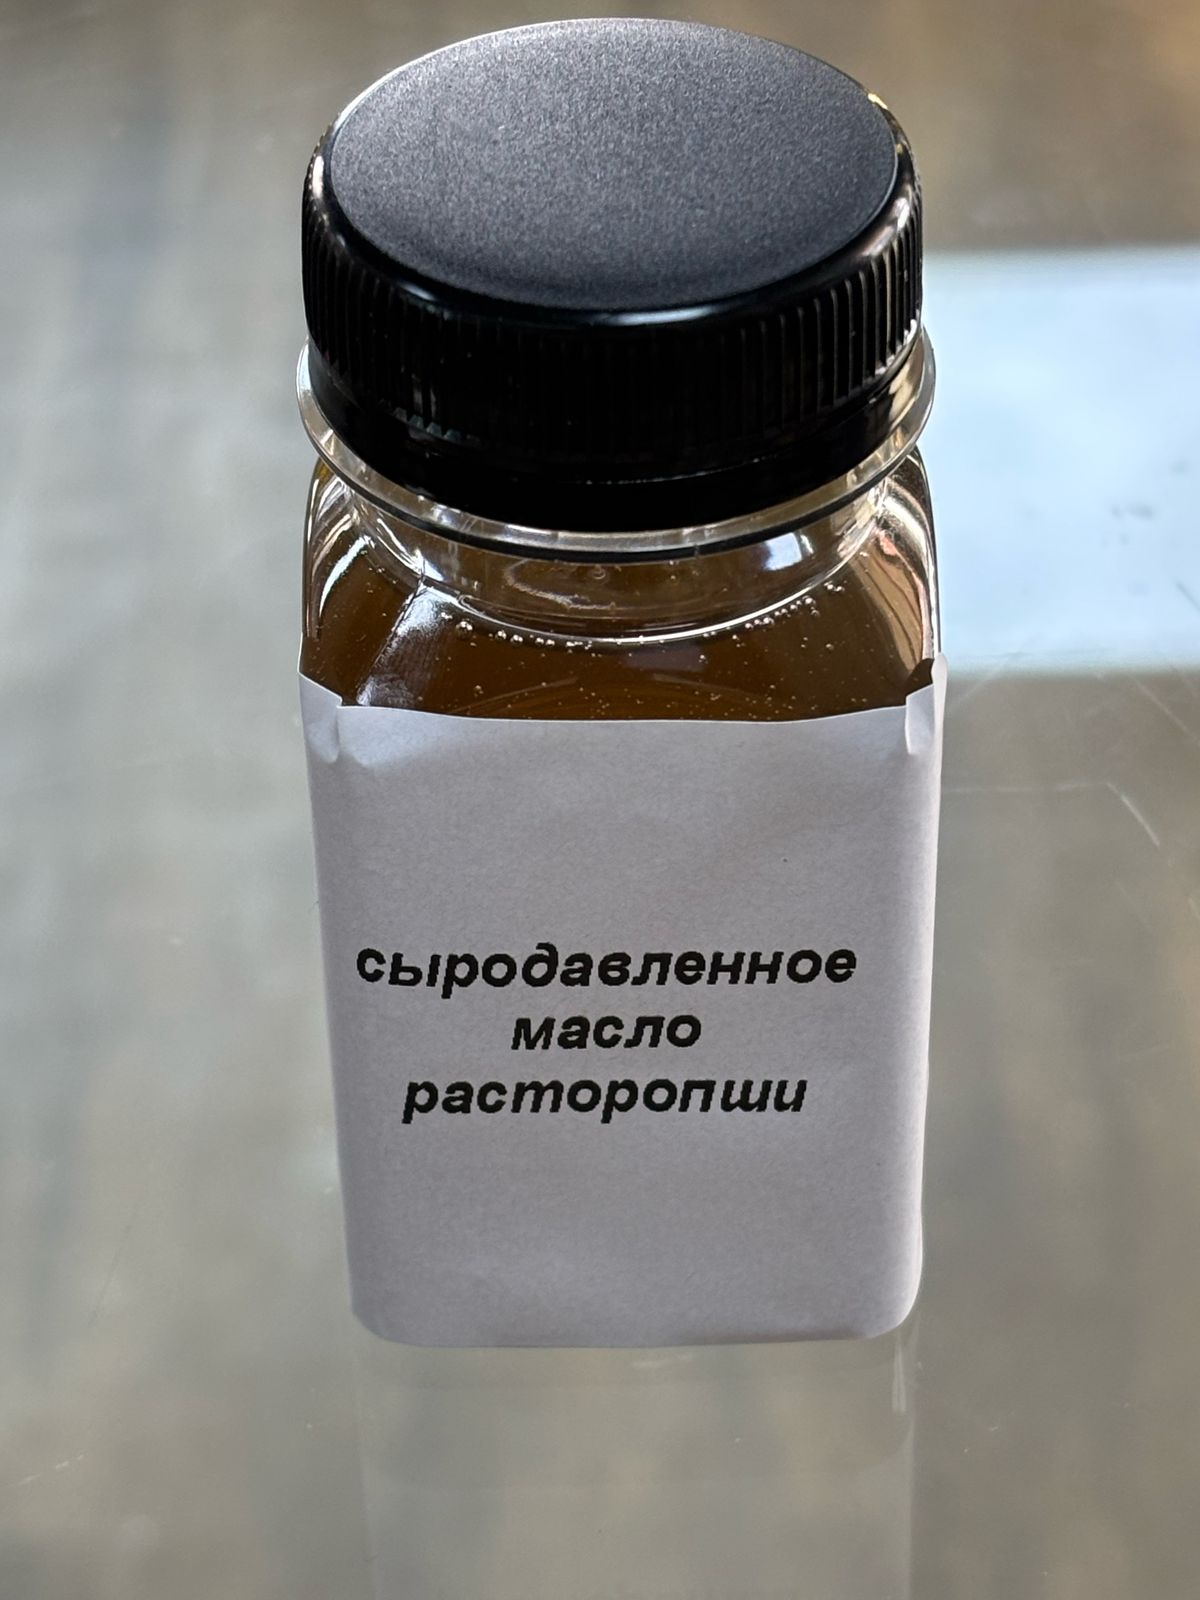 сыродавленное
масло
расторопши